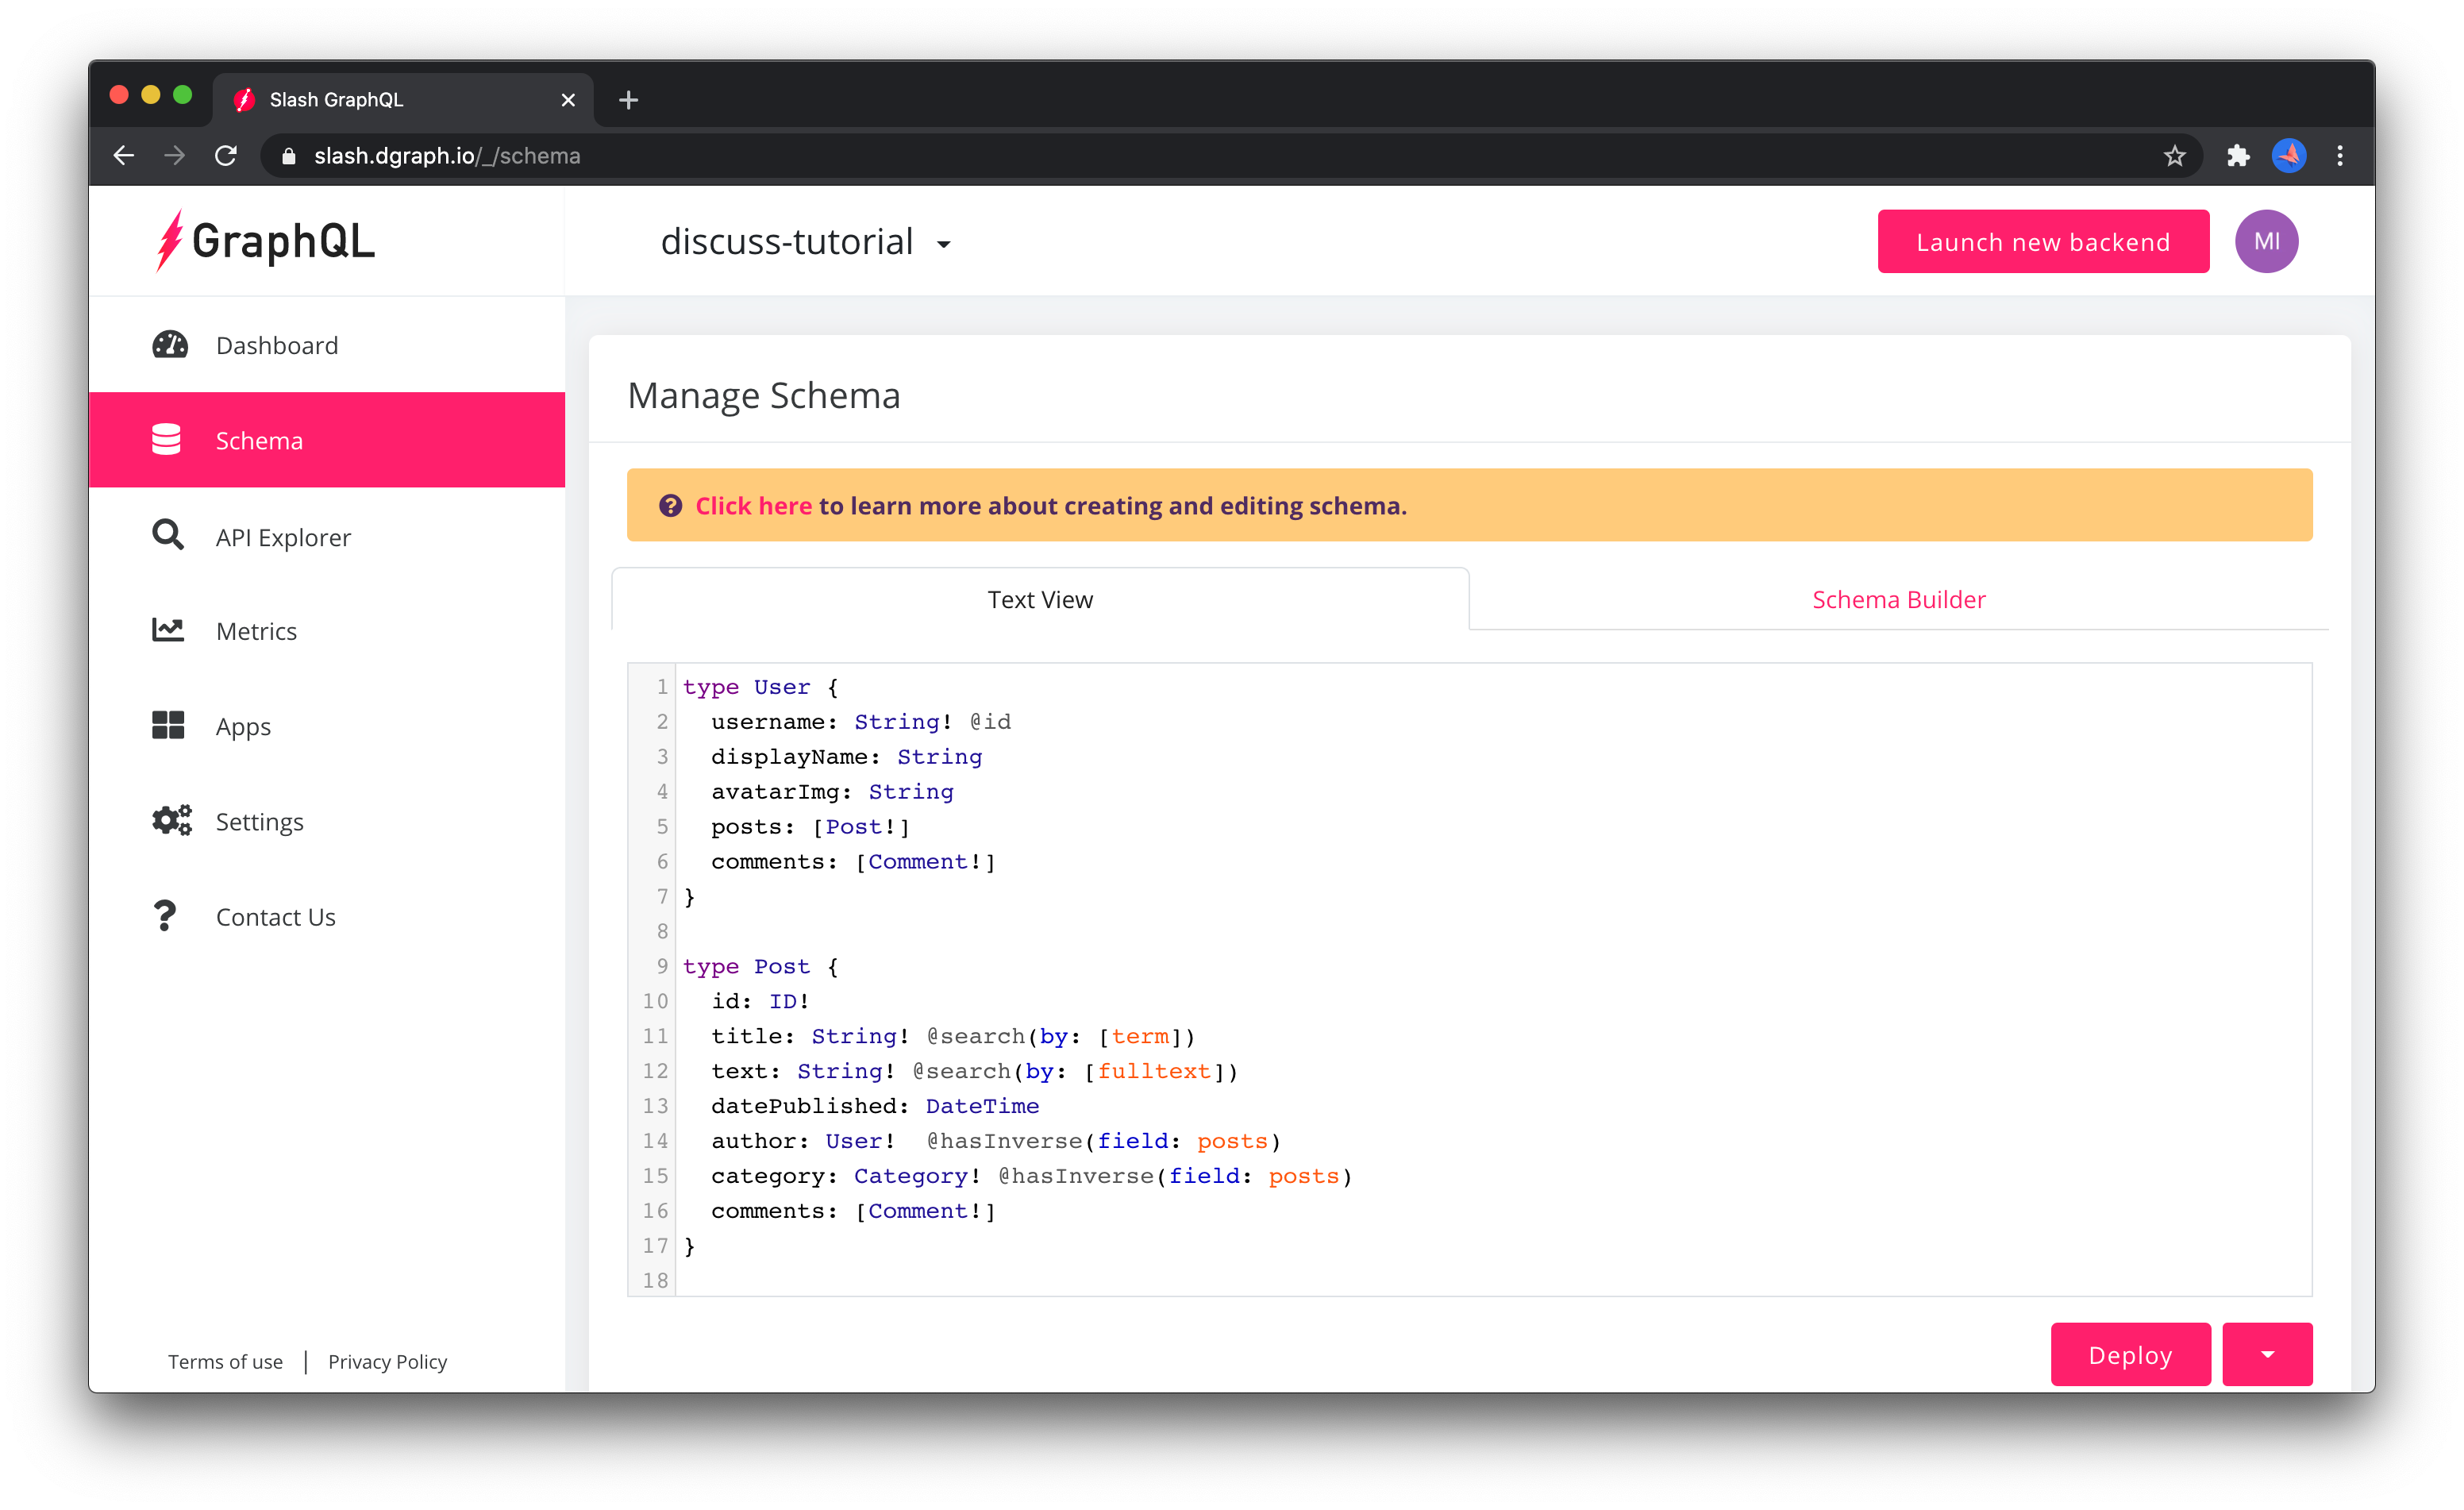 Slash GraphQL
slash.dgraph.io/_/schema
GraphQL
discuss-tutorial
Launch new backend
MI
Dashboard
Schema
API Explorer
Metrics
Apps
Settings
Contact Us
Terms of use | Privacy Policy
Manage Schema
Click here to learn more about creating and editing schema.
Text View
Schema Builder
1 type User {
2   username: String! @id
3   displayName: String
4   avatarImg: String
5   posts: [Post!]
6   comments: [Comment!]
7 }
8
9 type Post {
10   id: ID!
11   title: String! @search(by: [term])
12   text: String! @search(by: [fulltext])
13   datePublished: DateTime
14   author: User!  @hasInverse(field: posts)
15   category: Category! @hasInverse(field: posts)
16   comments: [Comment!]
17 }
18
Deploy